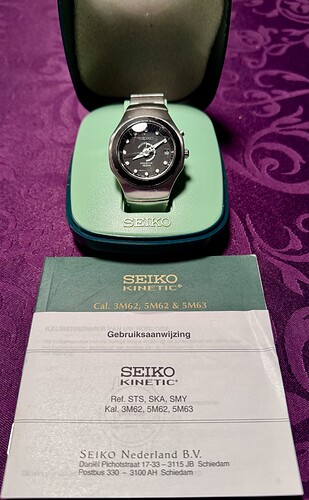 SEIKO
SEIKO
SEIKO
KINETIC®
Cal. 3M62, 5M62 & 5M63
Gebruiksaanwijzing
SEIKO
KINETIC®
Ref. STS, SKA, SMY
Kal. 3M62, 5M62, 5M63
SEIKO Nederland B.V.
Daniël Pichotstraat 17-33 – 3115 JB Schiedam
Postbus 330 – 3100 AH Schiedam